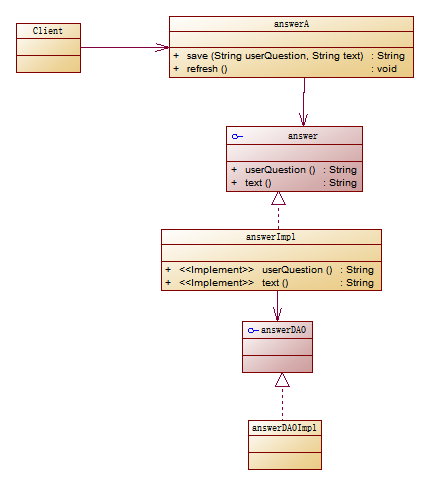 Client
answerA
+ save (String userQuestion, String text) : String
+ refresh () : void
answer
+ userQuestion () : String
+ text () : String
answerImpl
+ <<Implement>> userQuestion () : String
+ <<Implement>> text () : String
answerDAO
answerDAOImpl